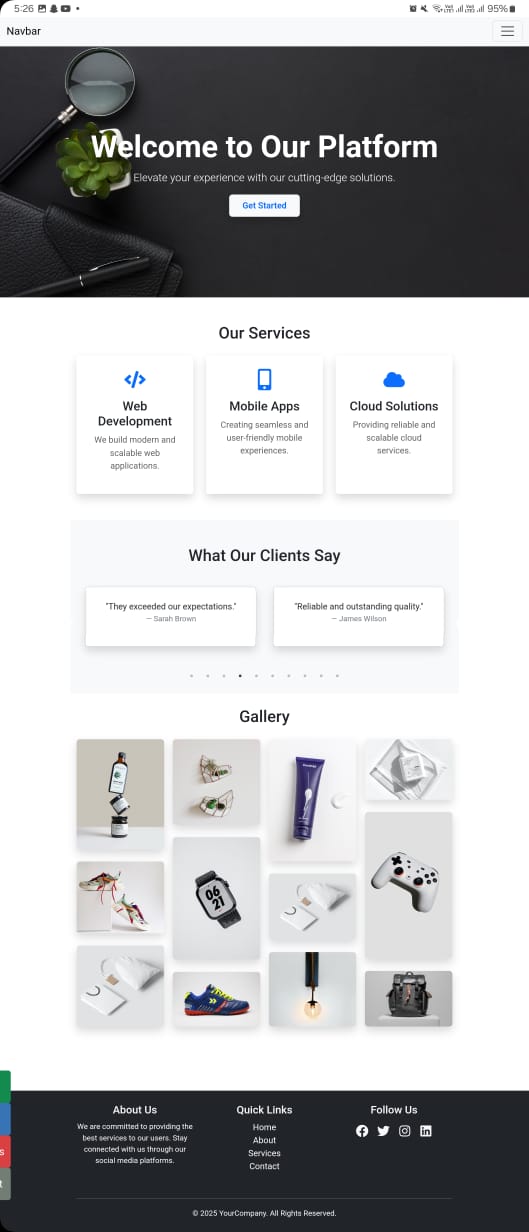 5:26
95%
Navbar
Welcome to Our Platform
Elevate your experience with our cutting-edge solutions.
Get Started
Our Services
Web
Development
We build modern and
scalable web
applications.
Mobile Apps
Creating seamless and
user-friendly mobile
experiences.
Cloud Solutions
Providing reliable and
scalable cloud
services.
What Our Clients Say
"They exceeded our expectations."
— Sarah Brown
"Reliable and outstanding quality."
— James Wilson
Gallery
06
21
s
t
About Us
We are committed to providing the
best services to our users. Stay
connected with us through our
social media platforms.
Quick Links
Home
About
Services
Contact
Follow Us
© 2025 YourCompany. All Rights Reserved.